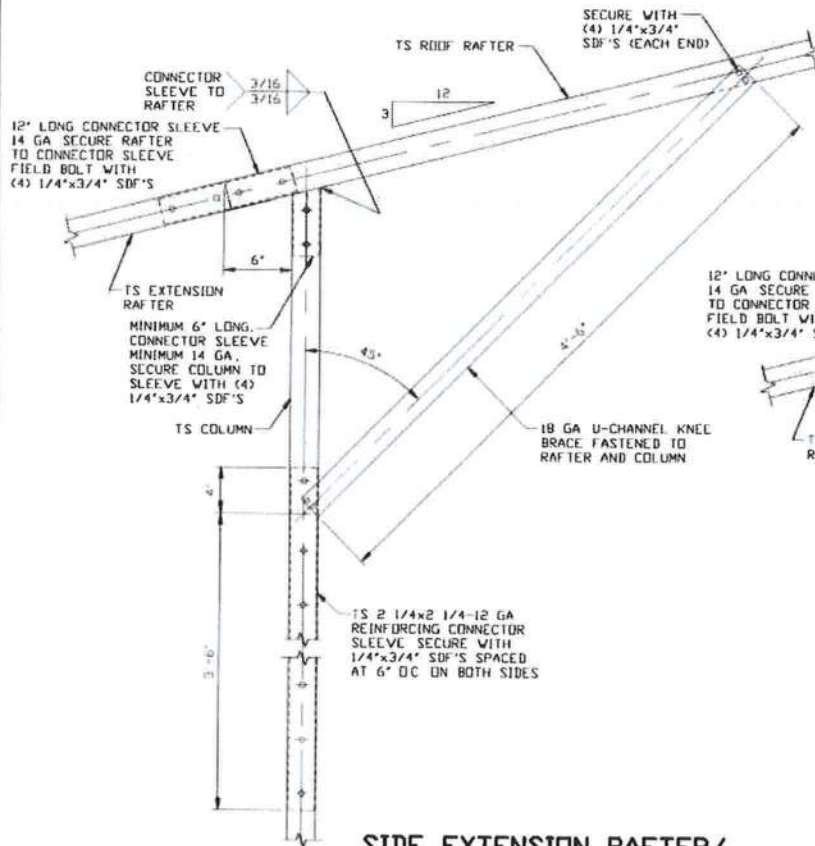 SECURE WITH
(4) 1/4"x3/4"
SDF'S (EACH END)
TS ROOF RAFTER
CONNECTOR
SLEEVE TO
RAFTER
3/16
3/16
12
3
12" LONG CONNECTOR SLEEVE
14 GA SECURE RAFTER
TO CONNECTOR SLEEVE
FIELD BOLT WITH
(4) 1/4"x3/4" SDF'S
6"
TS EXTENSION
RAFTER
MINIMUM 6" LONG,
CONNECTOR SLEEVE
MINIMUM 14 GA.
SECURE COLUMN TO
SLEEVE WITH (4)
1/4"x3/4" SDF'S
45°
4'-6"
TS COLUMN
18 GA U-CHANNEL KNEE
BRACE FASTENED TO
RAFTER AND COLUMN
12" LONG CONN
14 GA SECURE
TO CONNECTOR
FIELD BOLT WI
(4) 1/4"x3/4"
T
R
4"
TS 2 1/4x2 1/4-12 GA
REINFORCING CONNECTOR
SLEEVE SECURE WITH
1/4"x3/4" SDF'S SPACED
AT 6" OC ON BOTH SIDES
SIDE EXTENSION RAFTER/